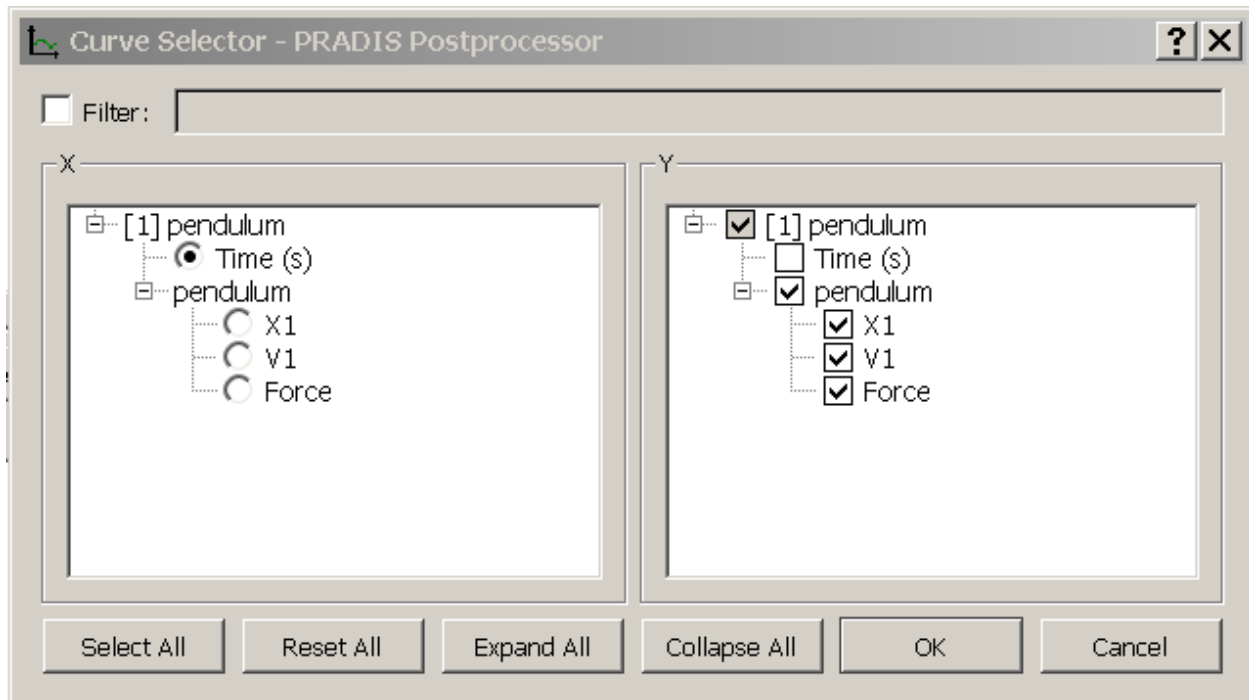 Curve Selector - PRADIS Postprocessor
Filter:
X
[1] pendulum
Time (s)
pendulum
X1
V1
Force
Y
[1] pendulum
Time (s)
pendulum
X1
V1
Force
Select All Reset All Expand All Collapse All OK Cancel